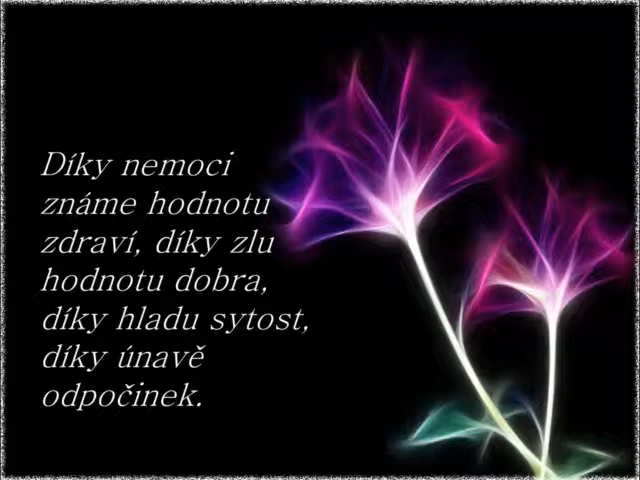 Díky nemoci
známe hodnotu
zdraví, díky zlu
hodnotu dobra,
díky hladu sytost,
díky únavě
odpočinek.